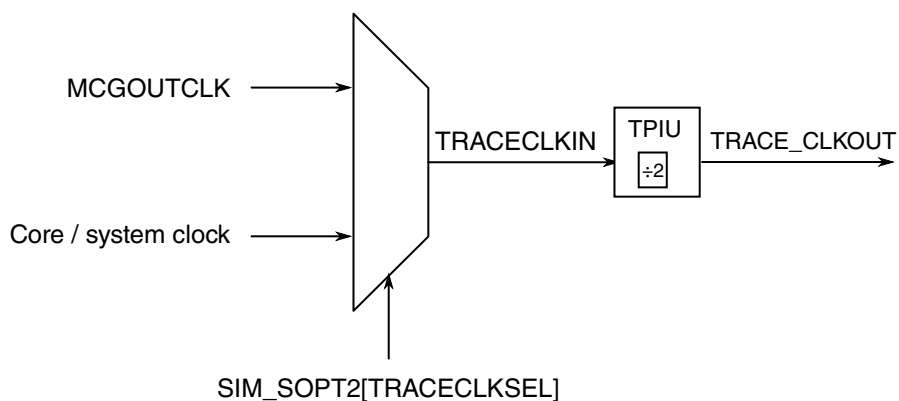 MCGOUTCLK
TRACECLKIN
TPIU
÷2
TRACE_CLKOUT
Core / system clock
SIM_SOPT2[TRACECLKSEL]